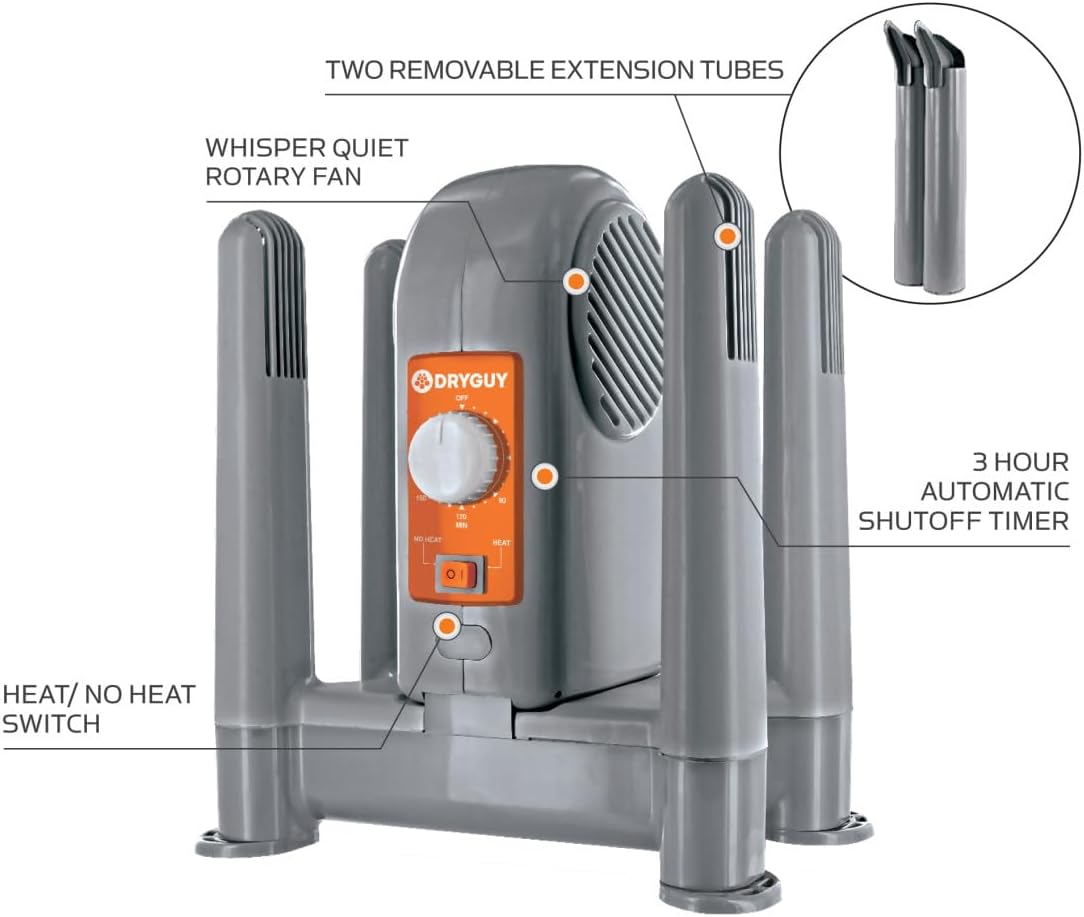 TWO REMOVABLE EXTENSION TUBES
WHISPER QUIET
ROTARY FAN
DRYGUY
OFF
150
90
120
MIN
NO HEAT
HEAT
3 HOUR
AUTOMATIC
SHUTOFF TIMER
HEAT/ NO HEAT
SWITCH